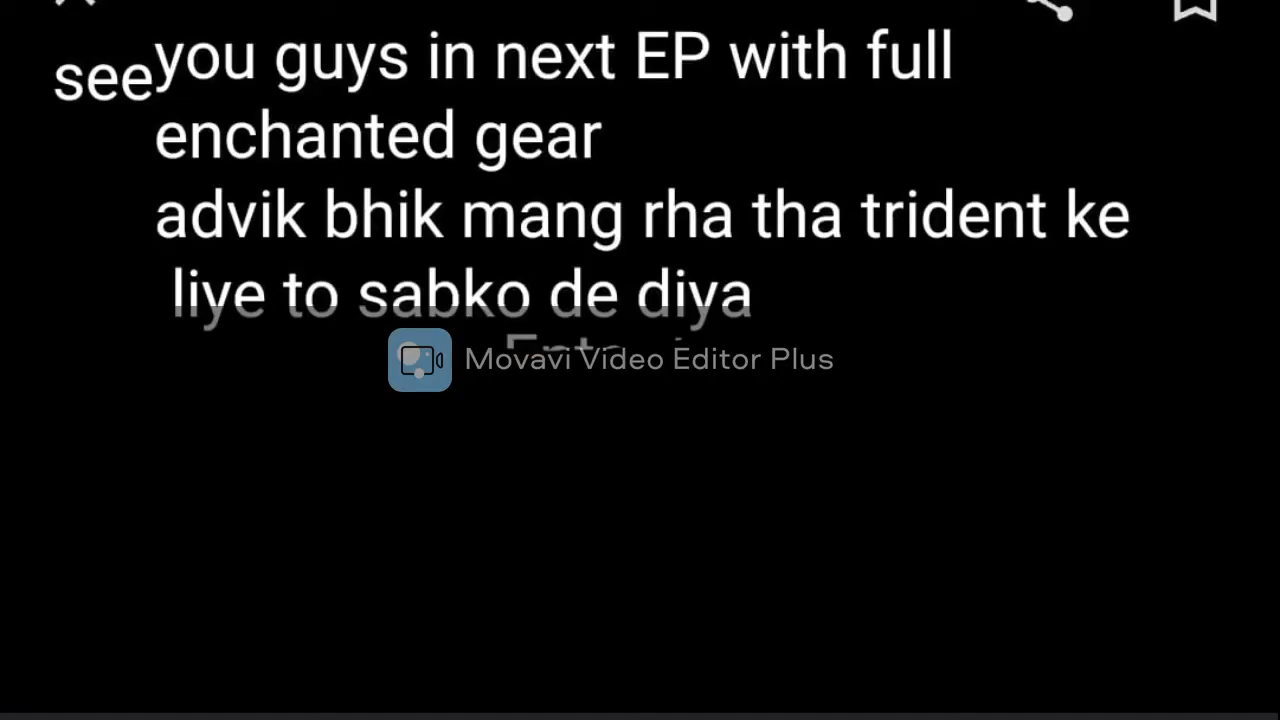 see you guys in next EP with full
enchanted gear
advik bhik mang rha tha trident ke
liye to sabko de diya
Movavi Video Editor Plus